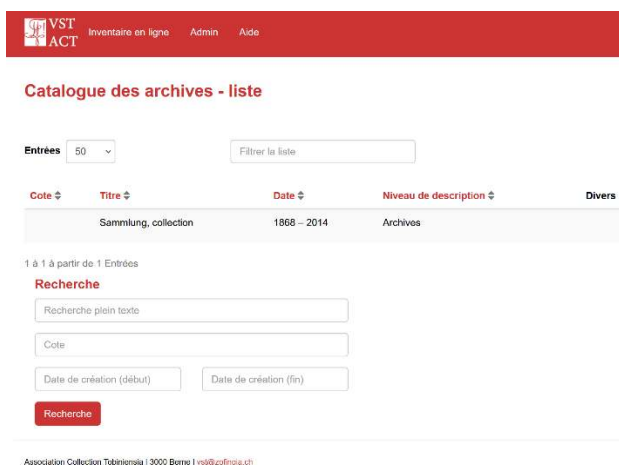 VST
ACT
Inventaire en ligne Admin Aide
Catalogue des archives - liste
Entrées 50 Filtrer la liste
Cote Titre Date Niveau de description Divers
Sammlung, collection 1868 – 2014 Archives
1 à 1 à partir de 1 Entrées
Recherche
Recherche plein texte
Cote
Date de création (début) Date de création (fin)
Recherche
Association Collection Tobiniensia | 3000 Berne | vst@zofingia.ch